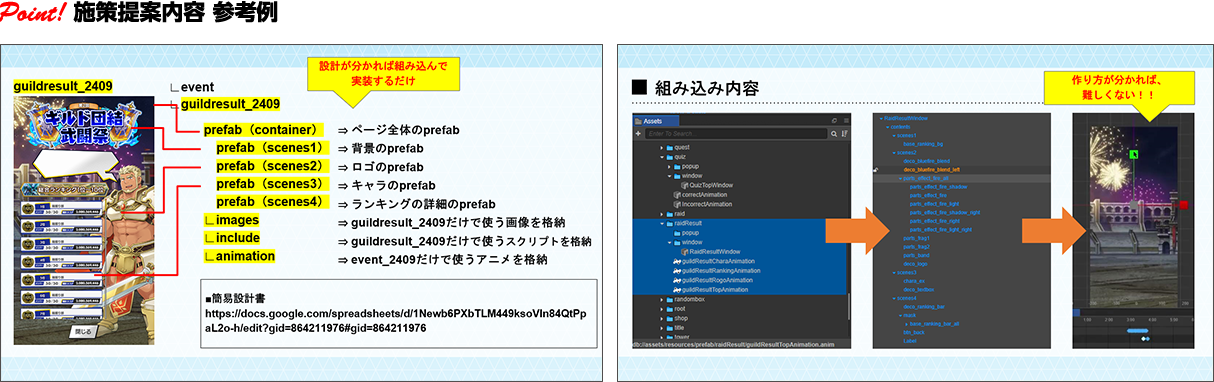 Point! 施策提案内容 参考例
guildresult_2409
∟event
∟guildresult_2409
設計が分かれば組み込んで
実装するだけ
ギルド団結
武闘祭
prefab（container） ⇒ ページ全体のprefab
prefab（scenes1） ⇒ 背景のprefab
prefab（scenes2） ⇒ ロゴのprefab
prefab（scenes3） ⇒ キャラのprefab
prefab（scenes4） ⇒ ランキングの詳細のprefab
∟images ⇒ guildresult_2409だけで使う画像を格納
∟include ⇒ guildresult_2409だけで使うスクリプトを格納
∟animation ⇒ event_2409だけで使うアニメを格納
閉じる
■簡易設計書
https://docs.google.com/spreadsheets/d/1Newb6PXbTLM449ksoVIn84QtPp
aL2o-h/edit?gid=864211976#gid=864211976
■ 組み込み内容
作り方が分かれば、
難しくない！！
Assets
Enter To Search...
quest
quiz
popup
window
QuizTopWindow
correctAnimation
IncorrectAnimation
raid
raidResult
popup
window
RaidResultWindow
guildResultCharaAnimation
guildResultRankingAnimation
guildResultRogoAnimation
guildResultTopAnimation
randombox
root
shop
title
tower
db://assets/resources/prefab/raidResult/guildResultTopAnimation.anim
RaidResultWindow
contents
scenes1
base_ranking_bg
scenes2
deco_bluefire_blend
deco_bluefire_blend_left
parts_effect_fire_all
parts_effect_fire_shadow
parts_effect_fire
parts_effect_fire_light
parts_effect_fire_shadow_right
parts_effect_fire_right
parts_effect_fire_light_right
parts_flag1
parts_flag2
parts_band
deco_logo
scenes3
chara_en
deco_textbox
scenes4
deco_ranking_bar
mask
base_ranking_bar_all
btn_back
Label
1:00 2:00 3:00 4:00